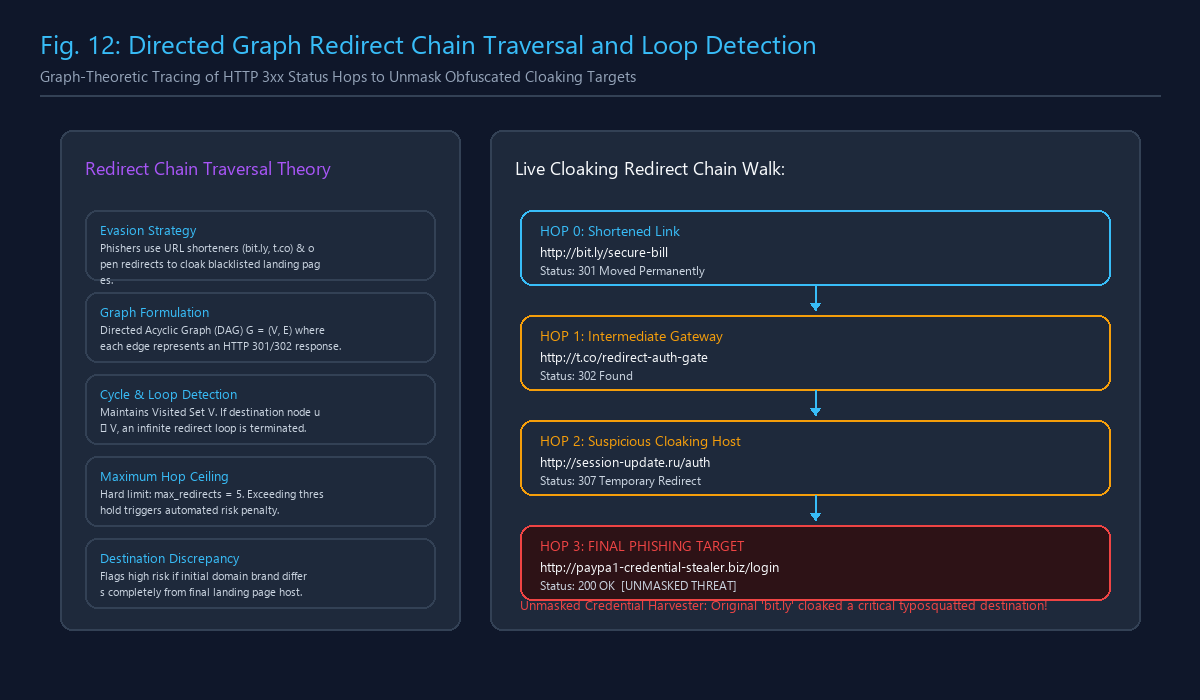 Fig. 12: Directed Graph Redirect Chain Traversal and Loop Detection
Graph-Theoretic Tracing of HTTP 3xx Status Hops to Unmask Obfuscated Cloaking Targets
Redirect Chain Traversal Theory
Evasion Strategy
Phishers use URL shorteners (bit.ly, t.co) & o
pen redirects to cloak blacklisted landing pag
es.
Graph Formulation
Directed Acyclic Graph (DAG) G = (V, E) where
each edge represents an HTTP 301/302 response.
Cycle & Loop Detection
Maintains Visited Set V. If destination node u
▯ V, an infinite redirect loop is terminated.
Maximum Hop Ceiling
Hard limit: max_redirects = 5. Exceeding thres
hold triggers automated risk penalty.
Destination Discrepancy
Flags high risk if initial domain brand differ
s completely from final landing page host.
Live Cloaking Redirect Chain Walk:
HOP 0: Shortened Link
http://bit.ly/secure-bill
Status: 301 Moved Permanently
HOP 1: Intermediate Gateway
http://t.co/redirect-auth-gate
Status: 302 Found
HOP 2: Suspicious Cloaking Host
http://session-update.ru/auth
Status: 307 Temporary Redirect
HOP 3: FINAL PHISHING TARGET
http://paypa1-credential-stealer.biz/login
Status: 200 OK  [UNMASKED THREAT]
Unmasked Credential Harvester: Original 'bit.ly' cloaked a critical typosquatted destination!